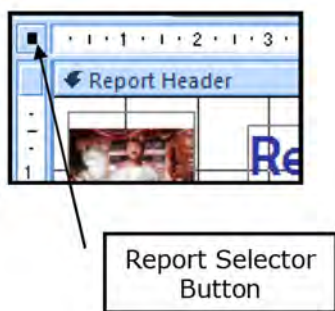 · ı · 1 · ı · 2 · ı · 3 ·
Report Header
1
Re
Report Selector
Button